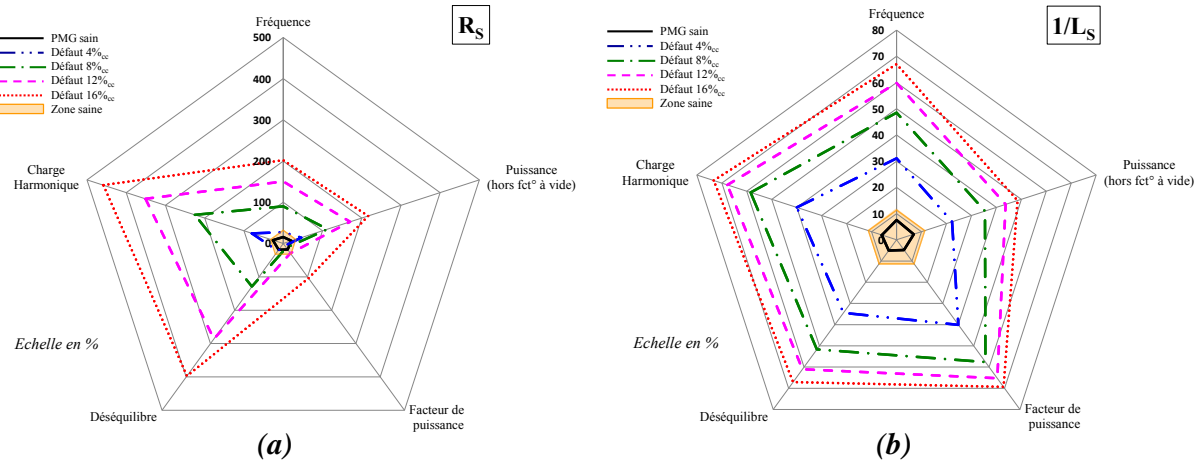 Fréquence
R_S
500
400
300
200
100
0
PMG sain
Défaut 4%cc
Défaut 8%cc
Défaut 12%cc
Défaut 16%cc
Zone saine
Charge
Harmonique
Puissance
(hors fct° à vide)
Echelle en %
Déséquilibre
Facteur de
puissance
(a)
Fréquence
1/L_S
80
70
60
50
40
30
20
10
0
PMG sain
Défaut 4%cc
Défaut 8%cc
Défaut 12%cc
Défaut 16%cc
Zone saine
Charge
Harmonique
Puissance
(hors fct° à vide)
Echelle en %
Déséquilibre
Facteur de
puissance
(b)